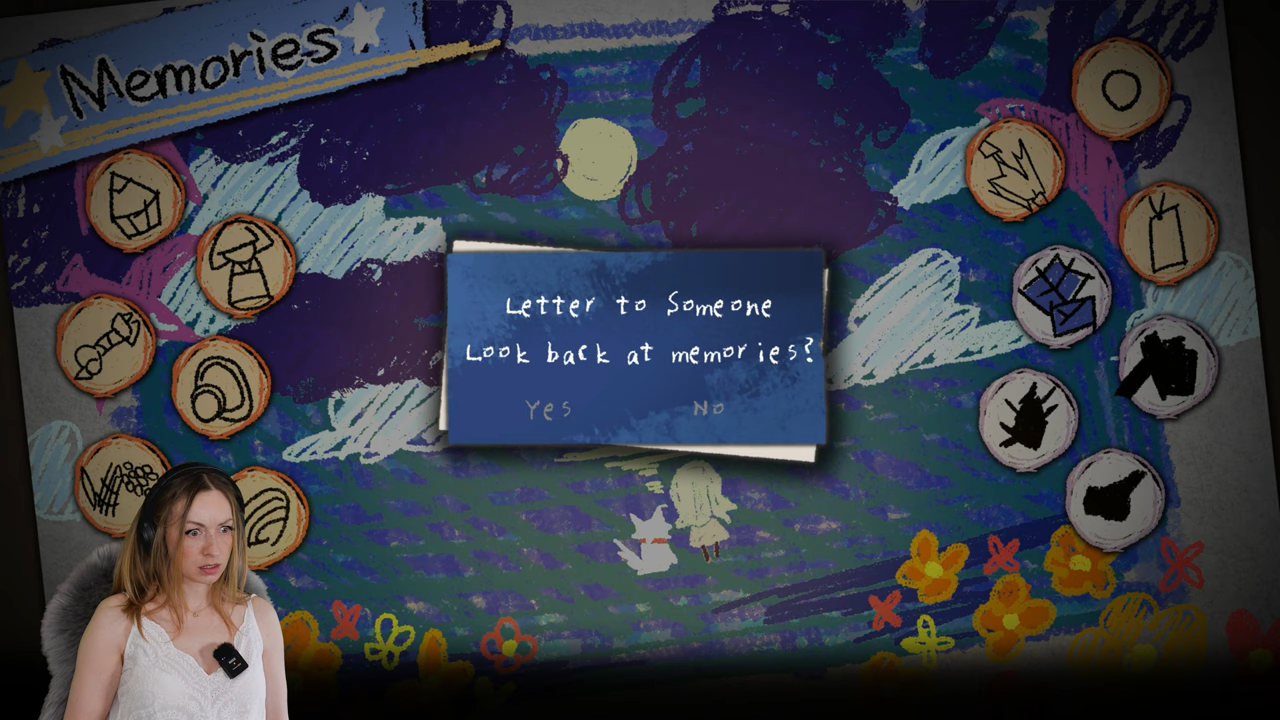 Memories
Letter to Someone
Look back at memories?
Yes
No